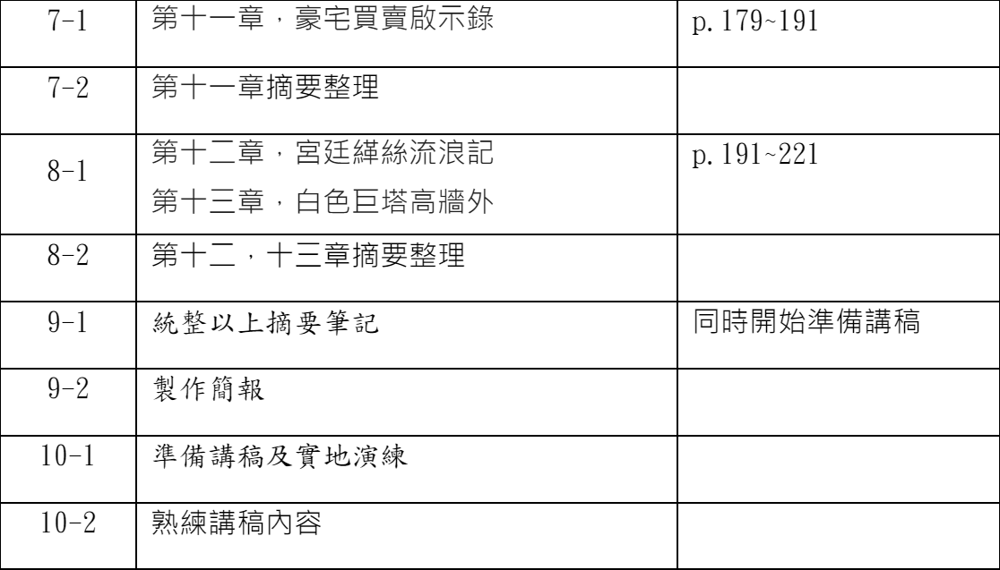 7-1 第十一章，豪宅買賣啟示錄 p.179~191
7-2 第十一章摘要整理
8-1 第十二章，宮廷緙絲流浪記 p.191~221
第十三章，白色巨塔高牆外
8-2 第十二，十三章摘要整理
9-1 統整以上摘要筆記 同時開始準備講稿
9-2 製作簡報
10-1 準備講稿及實地演練
10-2 熟練講稿內容